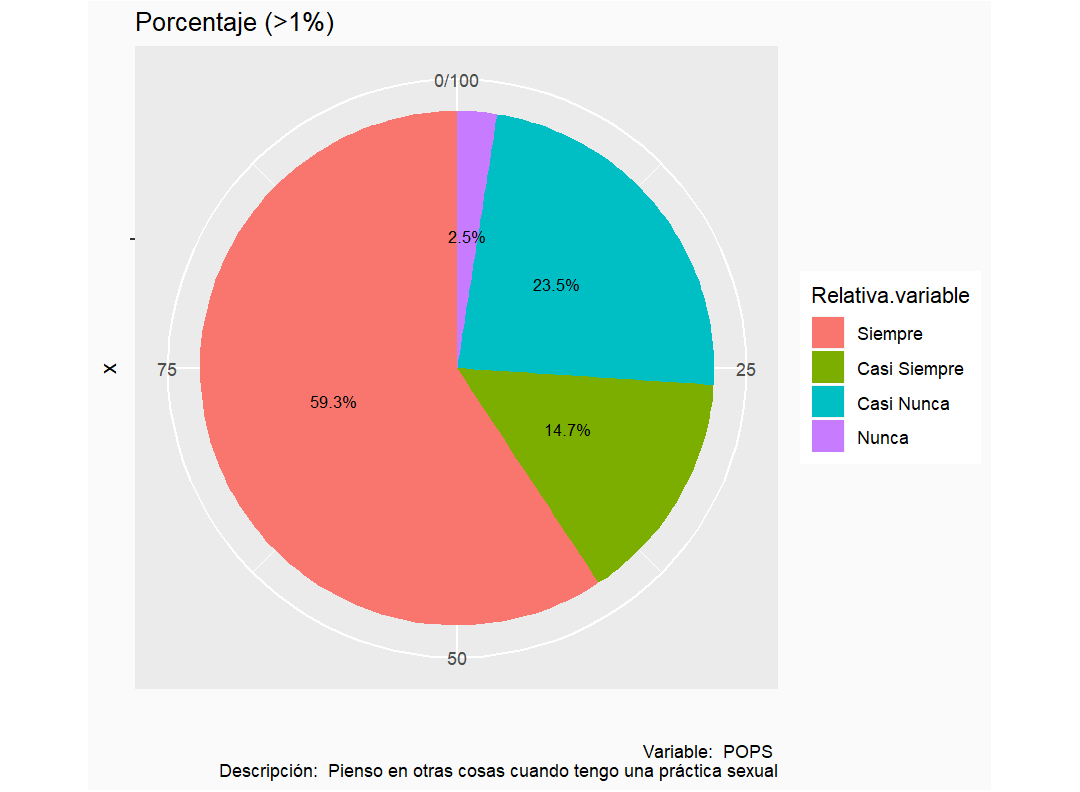 Porcentaje (>1%)
0/100
2.5%
23.5%
75
25
x
59.3%
14.7%
50
Relativa.variable
Siempre
Casi Siempre
Casi Nunca
Nunca
Variable: POPS
Descripción: Pienso en otras cosas cuando tengo una práctica sexual